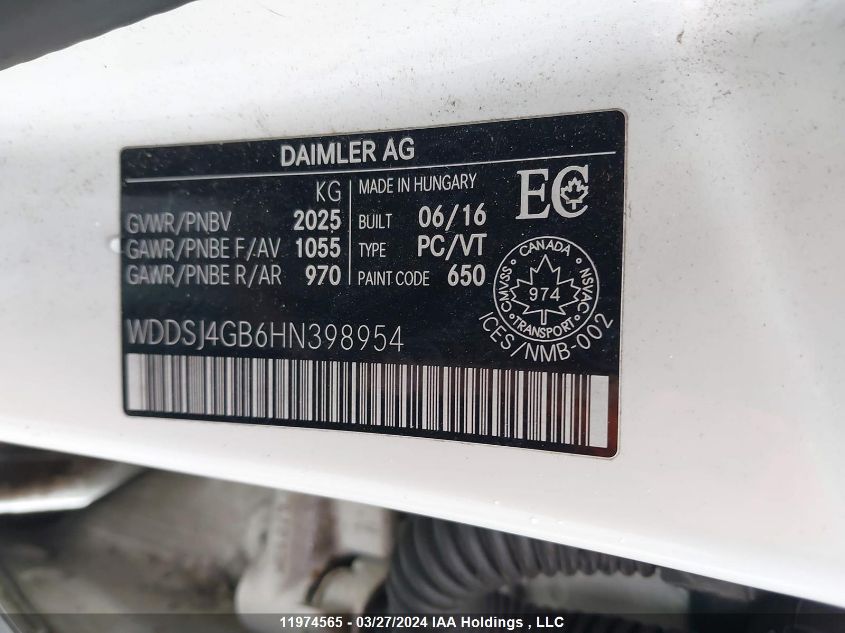 DAIMLER AG
KG
GVWR/PNBV 2025
GAWR/PNBE F/AV 1055
GAWR/PNBE R/AR 970
MADE IN HUNGARY
BUILT 06/16
TYPE PC/VT
PAINT CODE 650
EC
CANADA
CMVSS 974 NSVAC
TRANSPORT
ICES/NMB-002
WDDSJ4GB6HN398954
11974565 - 03/27/2024 IAA Holdings , LLC